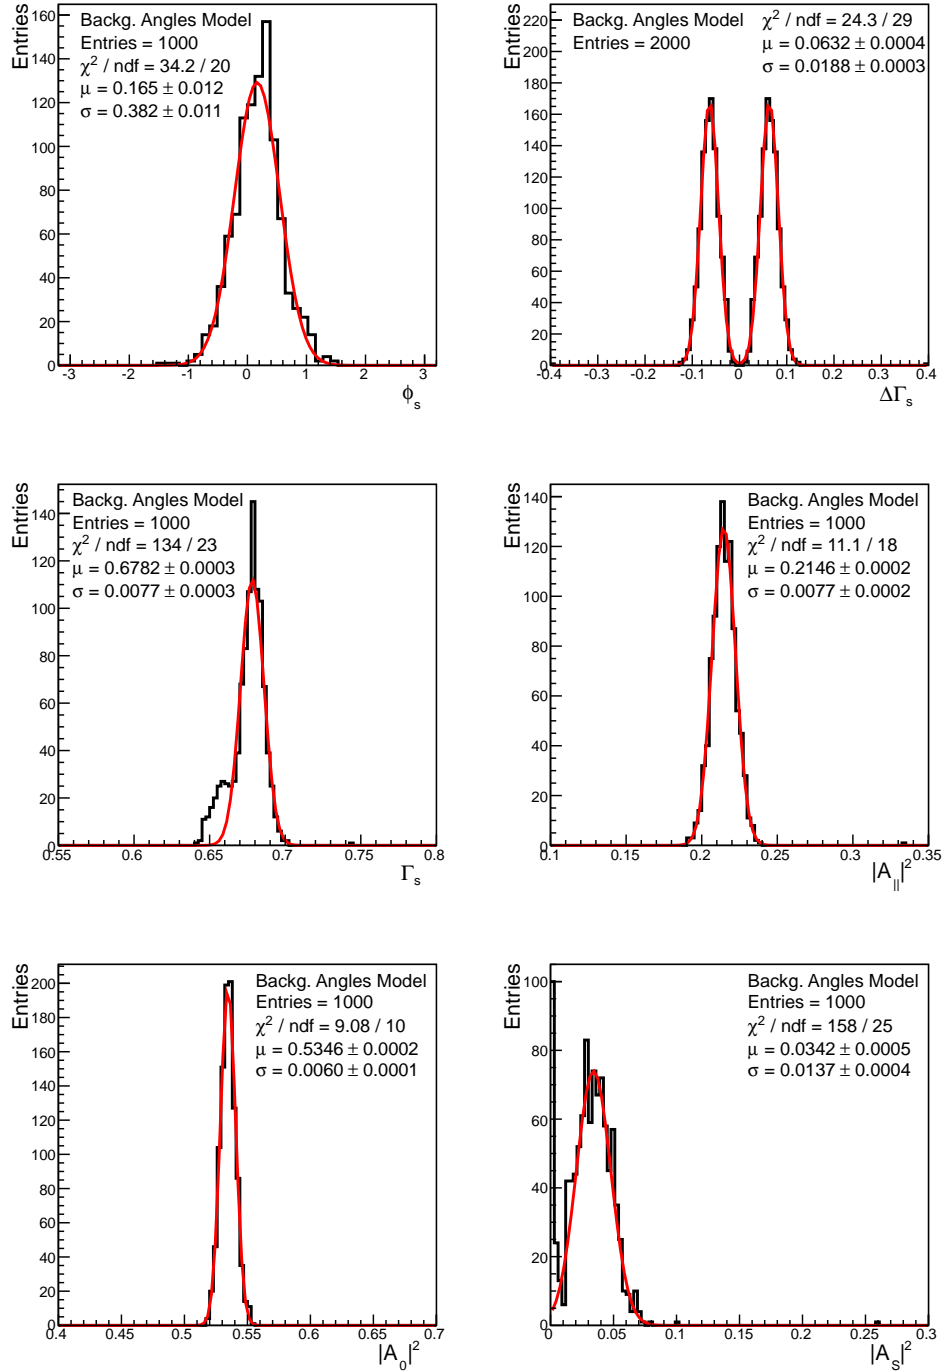 Backg. Angles Model
Entries = 1000
χ² / ndf = 34.2 / 20
μ = 0.165 ± 0.012
σ = 0.382 ± 0.011
Entries
160
140
120
100
80
60
40
20
0
-3 -2 -1 0 1 2 3
ϕ_s
Backg. Angles Model
Entries = 2000
χ² / ndf = 24.3 / 29
μ = 0.0632 ± 0.0004
σ = 0.0188 ± 0.0003
Entries
220
200
180
160
140
120
100
80
60
40
20
0
-0.4 -0.3 -0.2 -0.1 0 0.1 0.2 0.3 0.4
ΔΓ_s
Backg. Angles Model
Entries = 1000
χ² / ndf = 134 / 23
μ = 0.6782 ± 0.0003
σ = 0.0077 ± 0.0003
Entries
140
120
100
80
60
40
20
0
0.55 0.6 0.65 0.7 0.75 0.8
Γ_s
Backg. Angles Model
Entries = 1000
χ² / ndf = 11.1 / 18
μ = 0.2146 ± 0.0002
σ = 0.0077 ± 0.0002
Entries
140
120
100
80
60
40
20
0
0.1 0.15 0.2 0.25 0.3 0.35
|A_|||²
Backg. Angles Model
Entries = 1000
χ² / ndf = 9.08 / 10
μ = 0.5346 ± 0.0002
σ = 0.0060 ± 0.0001
Entries
200
180
160
140
120
100
80
60
40
20
0
0.4 0.45 0.5 0.55 0.6 0.65 0.7
|A_0|²
Backg. Angles Model
Entries = 1000
χ² / ndf = 158 / 25
μ = 0.0342 ± 0.0005
σ = 0.0137 ± 0.0004
Entries
100
80
60
40
20
0
0 0.05 0.1 0.15 0.2 0.25 0.3
|A_S|²